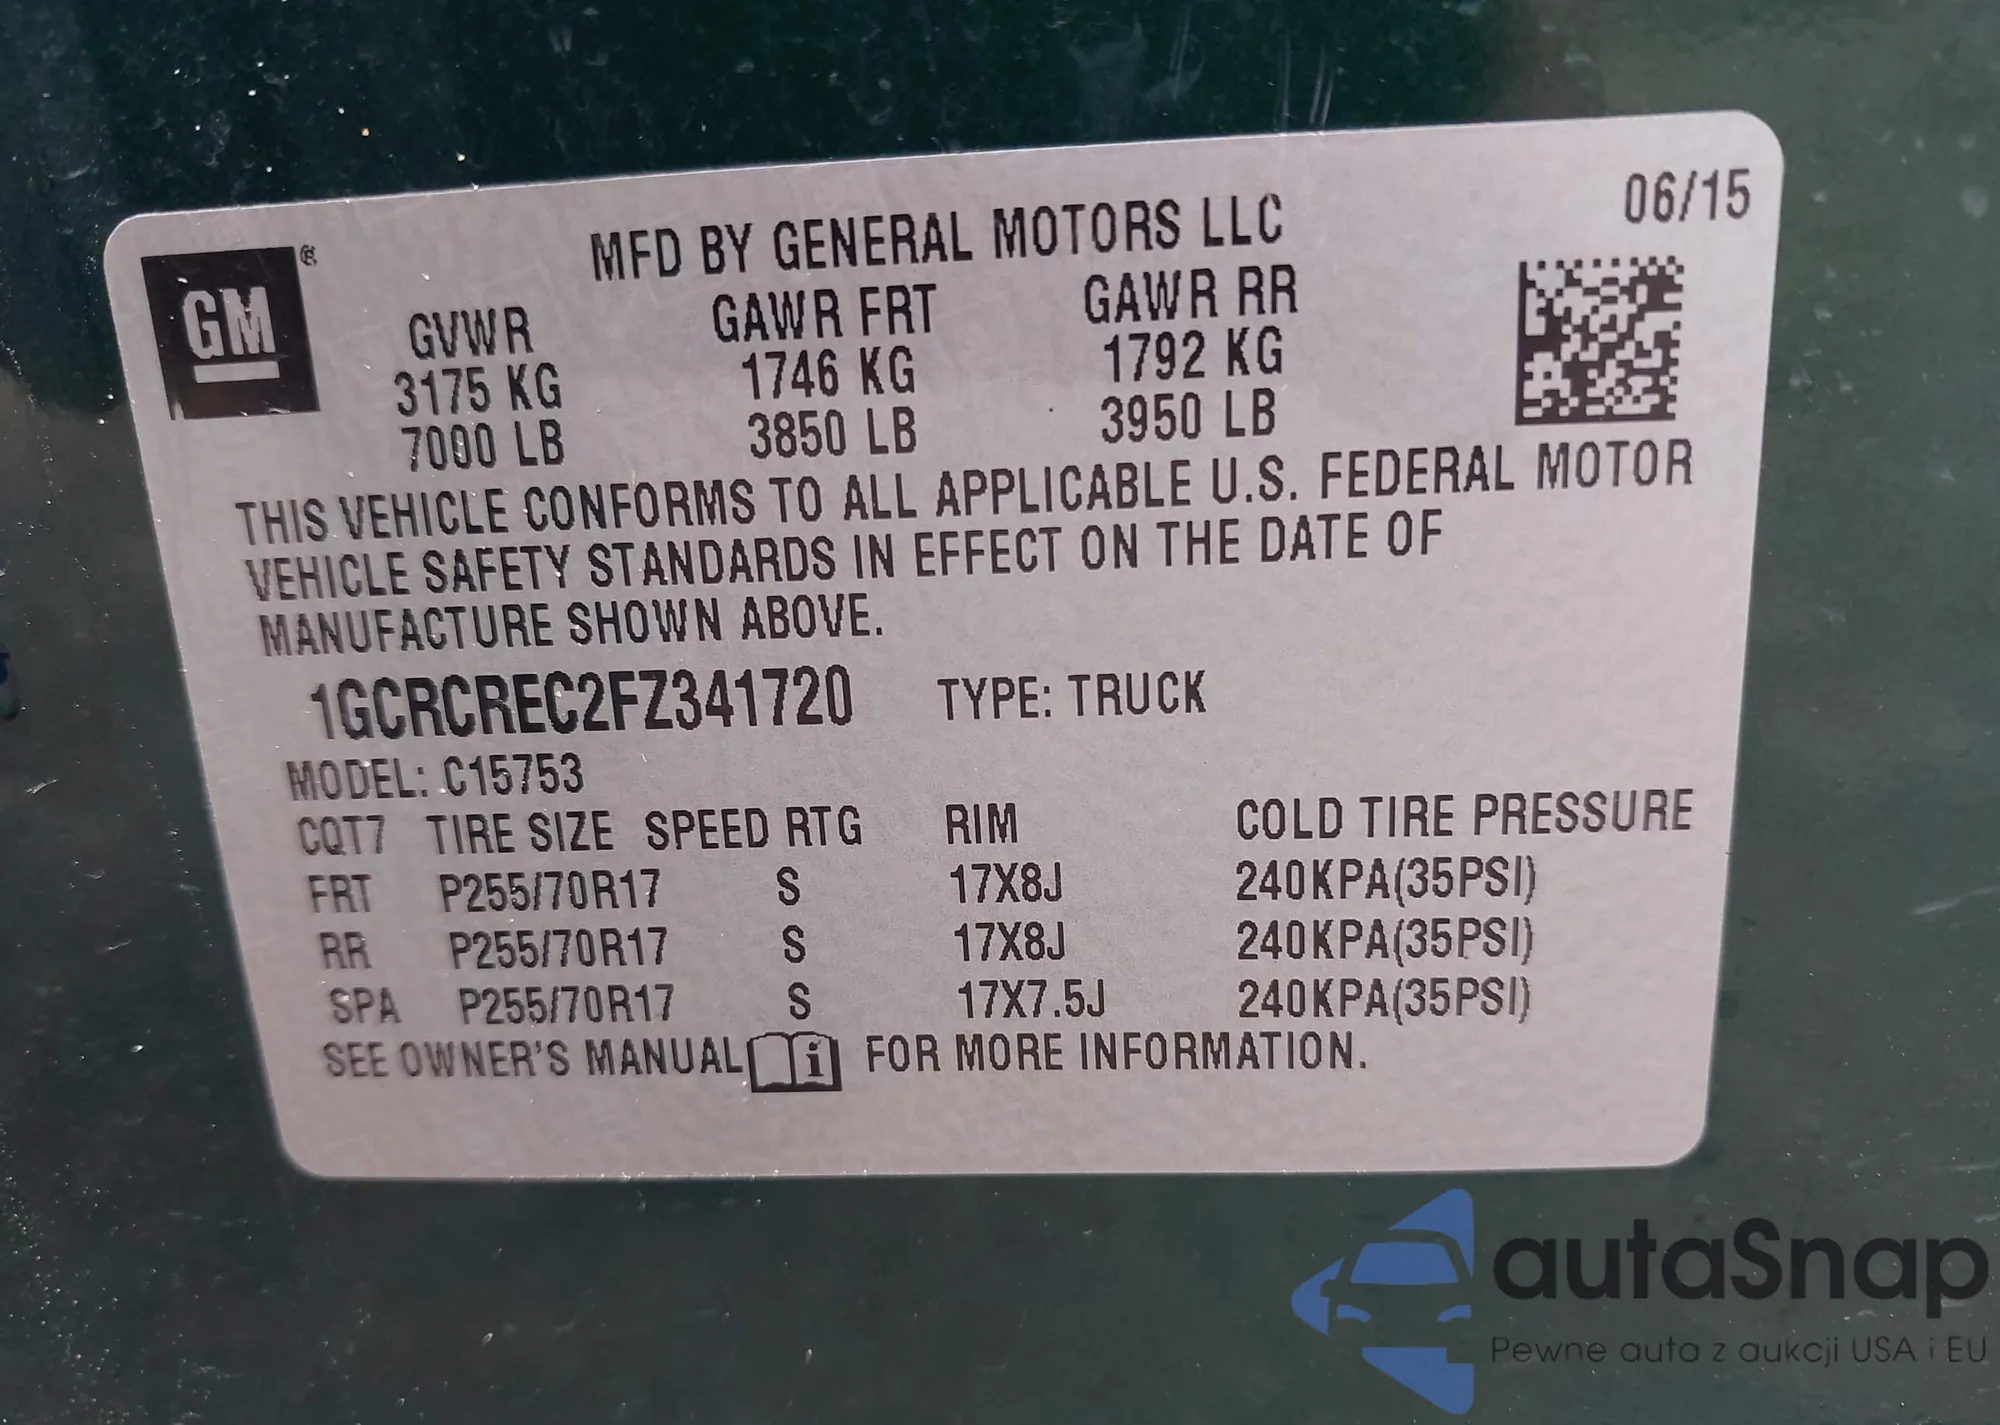 06/15
GM®
MFD BY GENERAL MOTORS LLC
GVWR GAWR FRT GAWR RR
3175 KG 1746 KG 1792 KG
7000 LB 3850 LB 3950 LB
THIS VEHICLE CONFORMS TO ALL APPLICABLE U.S. FEDERAL MOTOR
VEHICLE SAFETY STANDARDS IN EFFECT ON THE DATE OF
MANUFACTURE SHOWN ABOVE.
1GCRCREC2FZ341720 TYPE: TRUCK
MODEL: C15753
CQT7 TIRE SIZE SPEED RTG RIM COLD TIRE PRESSURE
FRT P255/70R17 S 17X8J 240KPA(35PSI)
RR P255/70R17 S 17X8J 240KPA(35PSI)
SPA P255/70R17 S 17X7.5J 240KPA(35PSI)
SEE OWNER'S MANUAL i FOR MORE INFORMATION.
autaSnap
Pewne auta z aukcji USA i EU